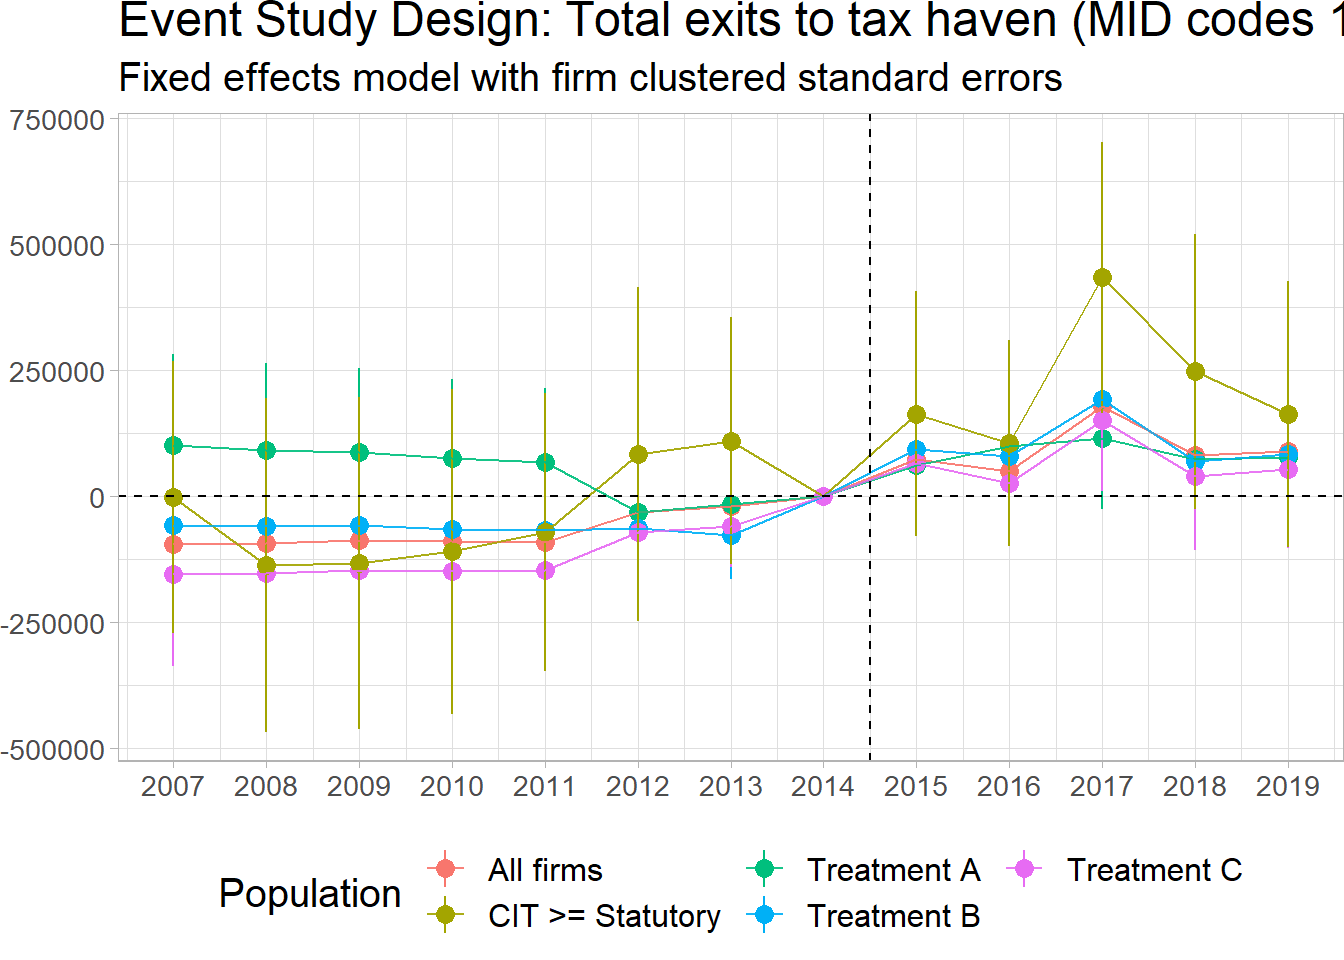 Event Study Design: Total exits to tax haven (MID codes 1
Fixed effects model with firm clustered standard errors
750000
500000
250000
0
-250000
-500000
2007 2008 2009 2010 2011 2012 2013 2014 2015 2016 2017 2018 2019
Population
All firms
CIT >= Statutory
Treatment A
Treatment B
Treatment C